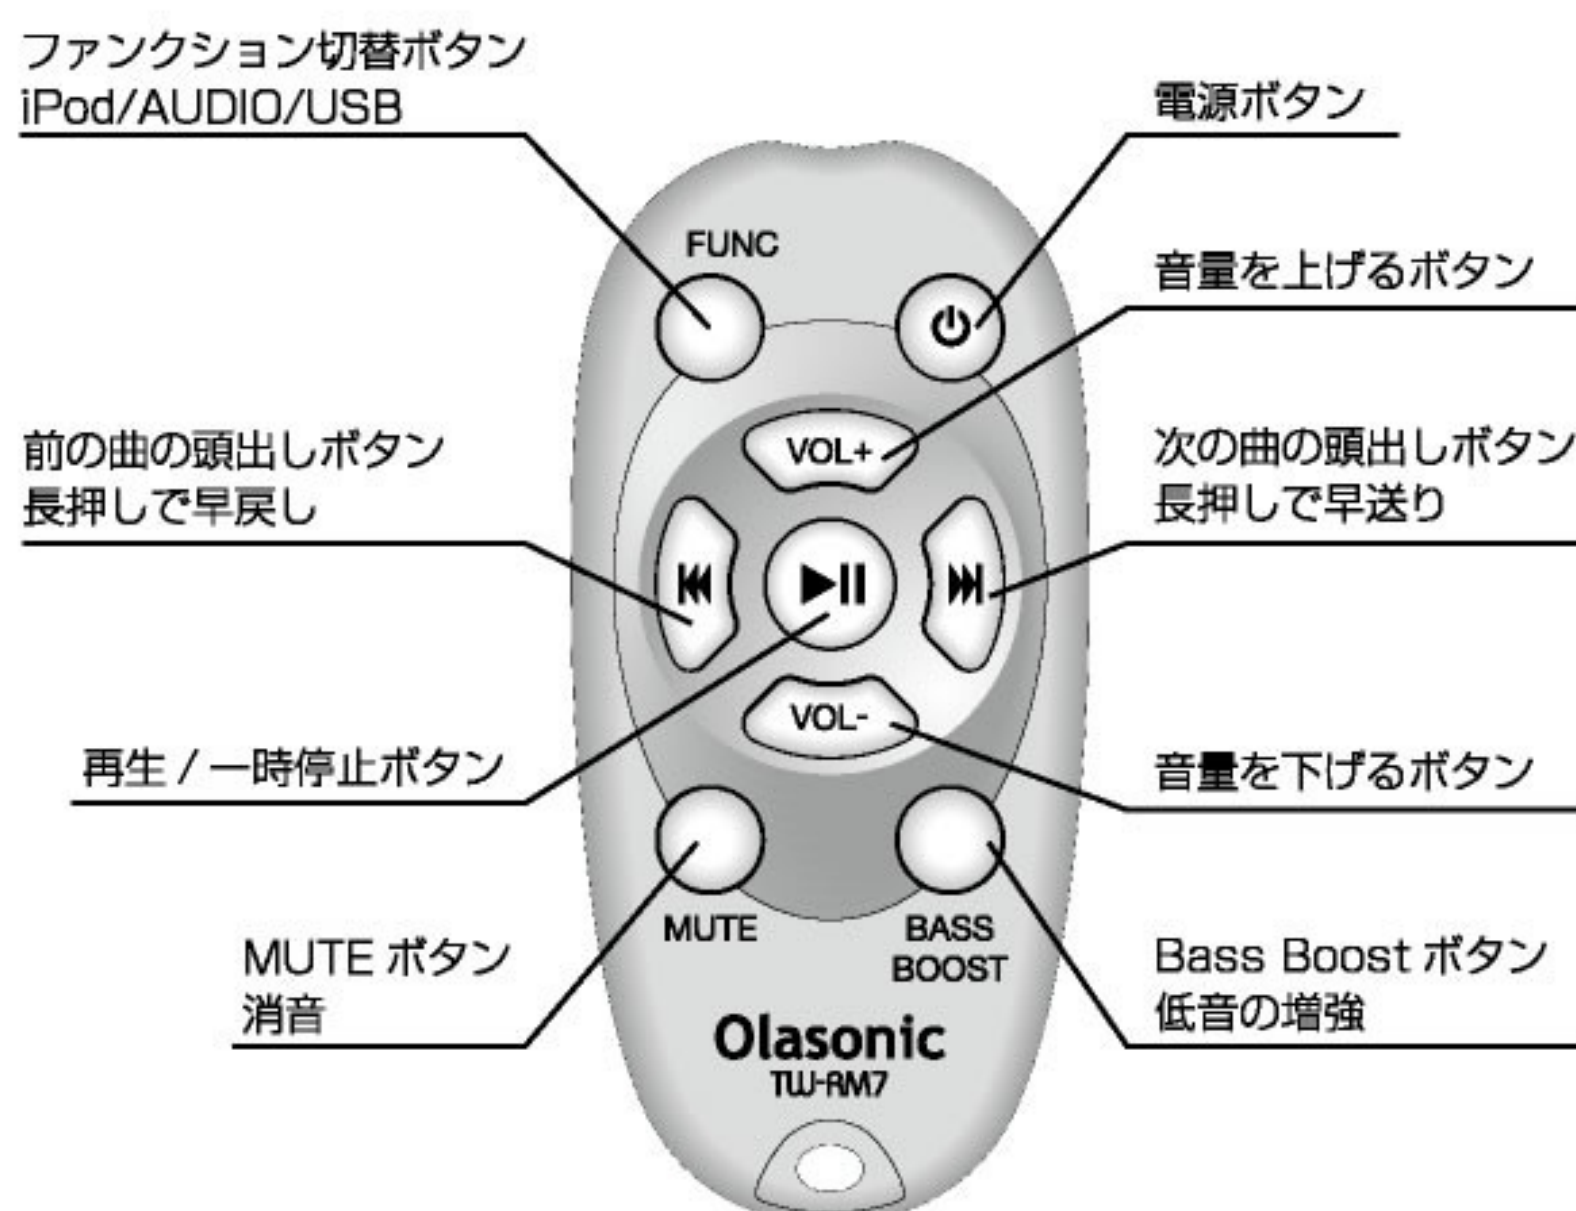 ファンクション切替ボタン
iPod/AUDIO/USB
電源ボタン
FUNC
音量を上げるボタン
前の曲の頭出しボタン
長押しで早戻し
VOL+
次の曲の頭出しボタン
長押しで早送り
VOL-
再生 / 一時停止ボタン
音量を下げるボタン
MUTE
BASS
BOOST
MUTE ボタン
消音
Bass Boost ボタン
低音の増強
Olasonic
TW-RM7